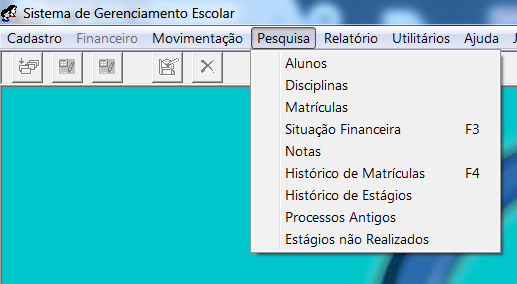 Sistema de Gerenciamento Escolar
Cadastro Financeiro Movimentação Pesquisa Relatório Utilitários Ajuda
Alunos
Disciplinas
Matrículas
Situação Financeira F3
Notas
Histórico de Matrículas F4
Histórico de Estágios
Processos Antigos
Estágios não Realizados